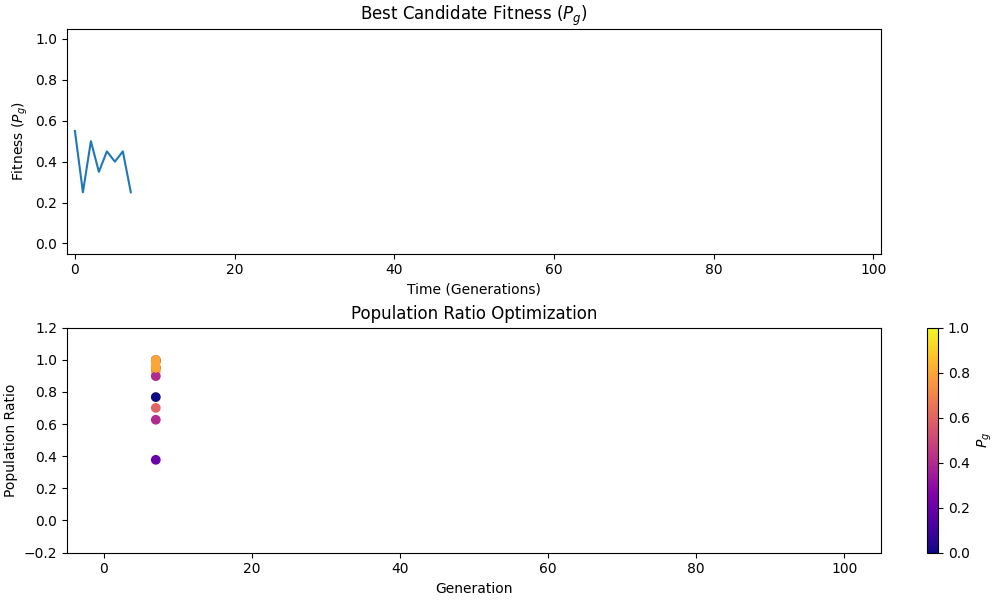 Best Candidate Fitness (P_g)
1.0
0.8
0.6
0.4
0.2
0.0
Fitness (P_g)
0 20 40 60 80 100
Time (Generations)
Population Ratio Optimization
1.2
1.0
0.8
0.6
0.4
0.2
0.0
−0.2
Population Ratio
0 20 40 60 80 100
Generation
1.0
0.8
0.6
0.4
0.2
0.0
P_g